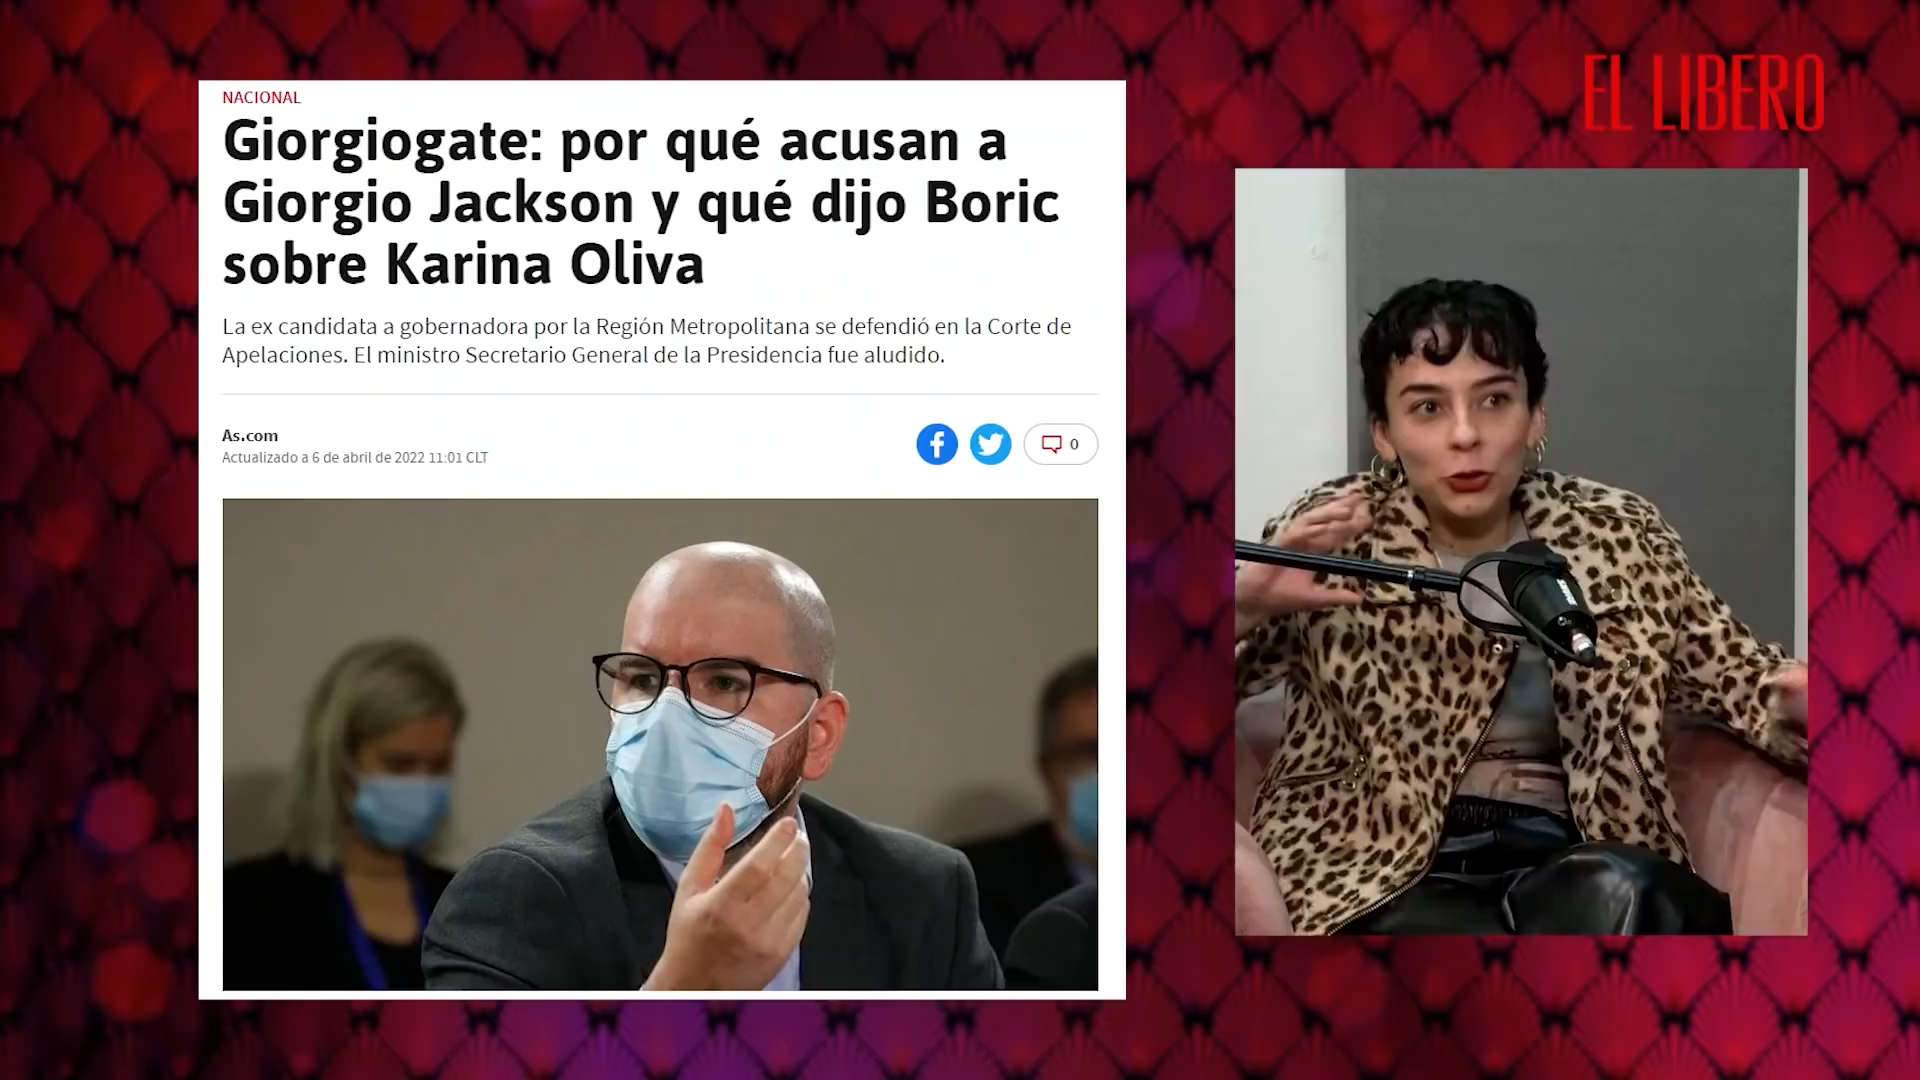 NACIONAL
Giorgiogate: por qué acusan a
Giorgio Jackson y qué dijo Boric
sobre Karina Oliva
La ex candidata a gobernadora por la Región Metropolitana se defendió en la Corte de
Apelaciones. El ministro Secretario General de la Presidencia fue aludido.
As.com
Actualizado a 6 de abril de 2022 11:01 CLT
0
EL LIBERO